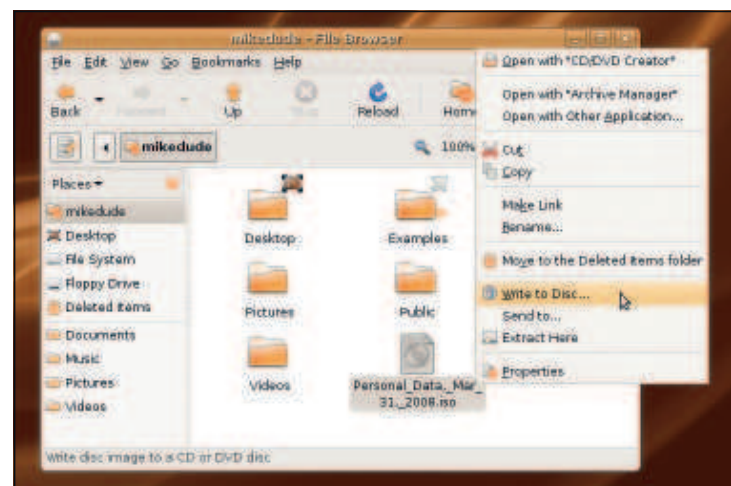 mikedude - File Browser
File Edit View Go Bookmarks Help
Back
Up
Reload
Home
mikedude
100%
Places
mikedude
Desktop
File System
Floppy Drive
Deleted Items
Documents
Music
Pictures
Videos
Desktop
Examples
Pictures
Public
Videos
Personal_Data,_Mar_
31,_2008.iso
Write disc image to a CD or DVD disc
Open with "CD/DVD Creator"
Open with "Archive Manager"
Open with Other Application...
Cut
Copy
Make Link
Rename...
Move to the Deleted Items folder
Write to Disc...
Send to...
Extract Here
Properties